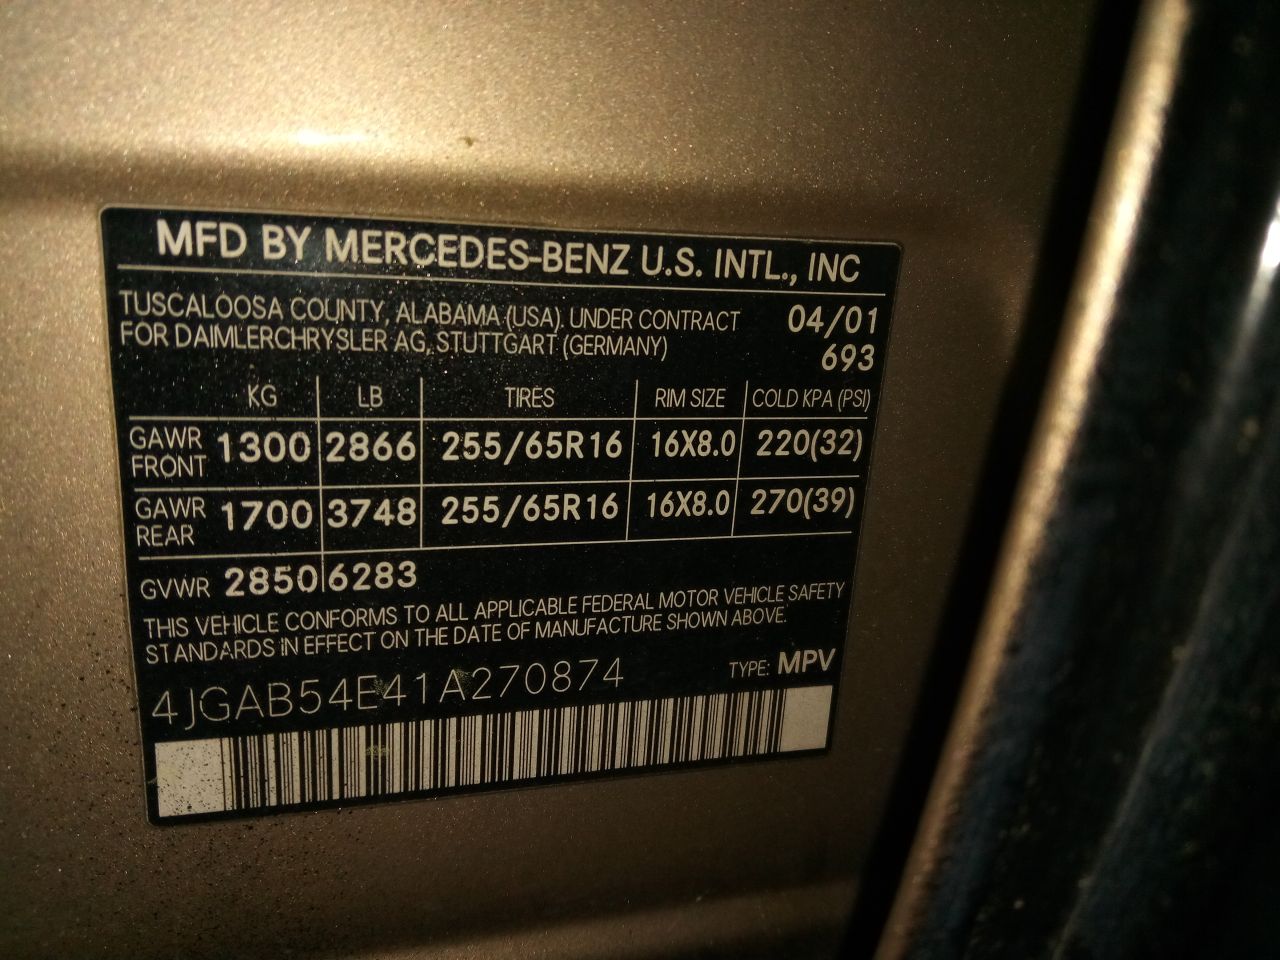 MFD BY MERCEDES-BENZ U.S. INTL., INC
TUSCALOOSA COUNTY, ALABAMA (USA) UNDER CONTRACT 04/01
FOR DAIMLERCHRYSLER AG, STUTTGART (GERMANY) 693
KG LB TIRES RIM SIZE COLD KPA (PSI)
GAWR FRONT 1300 2866 255/65R16 16X8.0 220(32)
GAWR REAR 1700 3748 255/65R16 16X8.0 270(39)
GVWR 2850 6283
THIS VEHICLE CONFORMS TO ALL APPLICABLE FEDERAL MOTOR VEHICLE SAFETY
STANDARDS IN EFFECT ON THE DATE OF MANUFACTURE SHOWN ABOVE.
4JGAB54E41A270874 TYPE: MPV